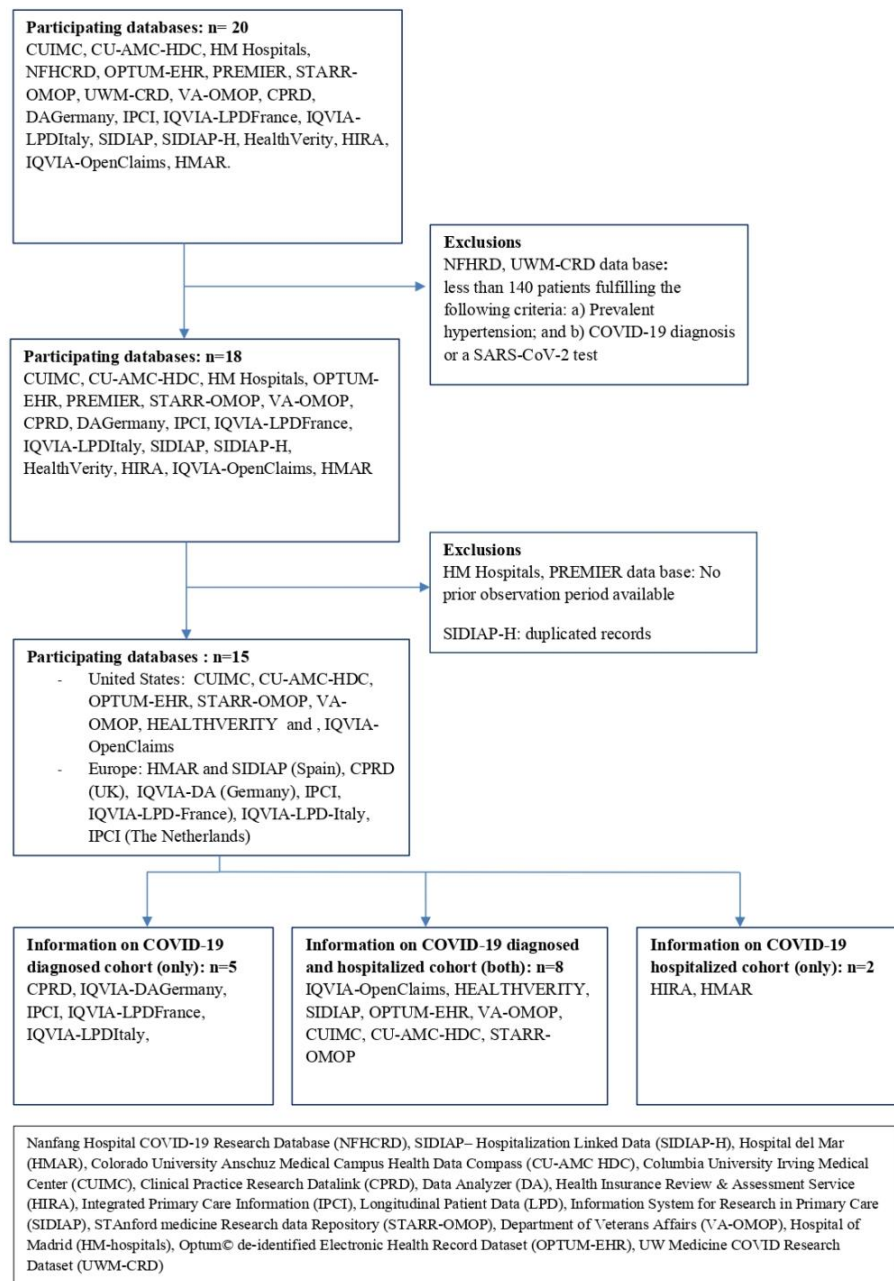 Participating databases: n= 20
CUIMC, CU-AMC-HDC, HM Hospitals,
NFHCRD, OPTUM-EHR, PREMIER, STARR-
OMOP, UWM-CRD, VA-OMOP, CPRD,
DAGermany, IPCI, IQVIA-LPDFrance, IQVIA-
LPDItaly, SIDIAP, SIDIAP-H, HealthVerity, HIRA,
IQVIA-OpenClaims, HMAR.
Exclusions
NFHRD, UWM-CRD data base:
less than 140 patients fulfilling the
following criteria: a) Prevalent
hypertension; and b) COVID-19 diagnosis
or a SARS-CoV-2 test
Participating databases: n=18
CUIMC, CU-AMC-HDC, HM Hospitals, OPTUM-
EHR, PREMIER, STARR-OMOP, VA-OMOP,
CPRD, DAGermany, IPCI, IQVIA-LPDFrance,
IQVIA-LPDItaly, SIDIAP, SIDIAP-H,
HealthVerity, HIRA, IQVIA-OpenClaims, HMAR
Exclusions
HM Hospitals, PREMIER data base: No
prior observation period available
SIDIAP-H: duplicated records
Participating databases : n=15
- United States: CUIMC, CU-AMC-HDC,
OPTUM-EHR, STARR-OMOP, VA-
OMOP, HEALTHVERITY and , IQVIA-
OpenClaims
- Europe: HMAR and SIDIAP (Spain), CPRD
(UK), IQVIA-DA (Germany), IPCI,
IQVIA-LPD-France), IQVIA-LPD-Italy,
IPCI (The Netherlands)
Information on COVID-19
diagnosed cohort (only): n=5
CPRD, IQVIA-DAGermany,
IPCI, IQVIA-LPDFrance,
IQVIA-LPDItaly,
Information on COVID-19 diagnosed
and hospitalized cohort (both): n=8
IQVIA-OpenClaims, HEALTHVERITY,
SIDIAP, OPTUM-EHR, VA-OMOP,
CUIMC, CU-AMC-HDC, STARR-
OMOP
Information on COVID-19
hospitalized cohort (only): n=2
HIRA, HMAR
Nanfang Hospital COVID-19 Research Database (NFHCRD), SIDIAP– Hospitalization Linked Data (SIDIAP-H), Hospital del Mar
(HMAR), Colorado University Anschuz Medical Campus Health Data Compass (CU-AMC HDC), Columbia University Irving Medical
Center (CUIMC), Clinical Practice Research Datalink (CPRD), Data Analyzer (DA), Health Insurance Review & Assessment Service
(HIRA), Integrated Primary Care Information (IPCI), Longitudinal Patient Data (LPD), Information System for Research in Primary Care
(SIDIAP), STAnford medicine Research data Repository (STARR-OMOP), Department of Veterans Affairs (VA-OMOP), Hospital of
Madrid (HM-hospitals), Optum© de-identified Electronic Health Record Dataset (OPTUM-EHR), UW Medicine COVID Research
Dataset (UWM-CRD)